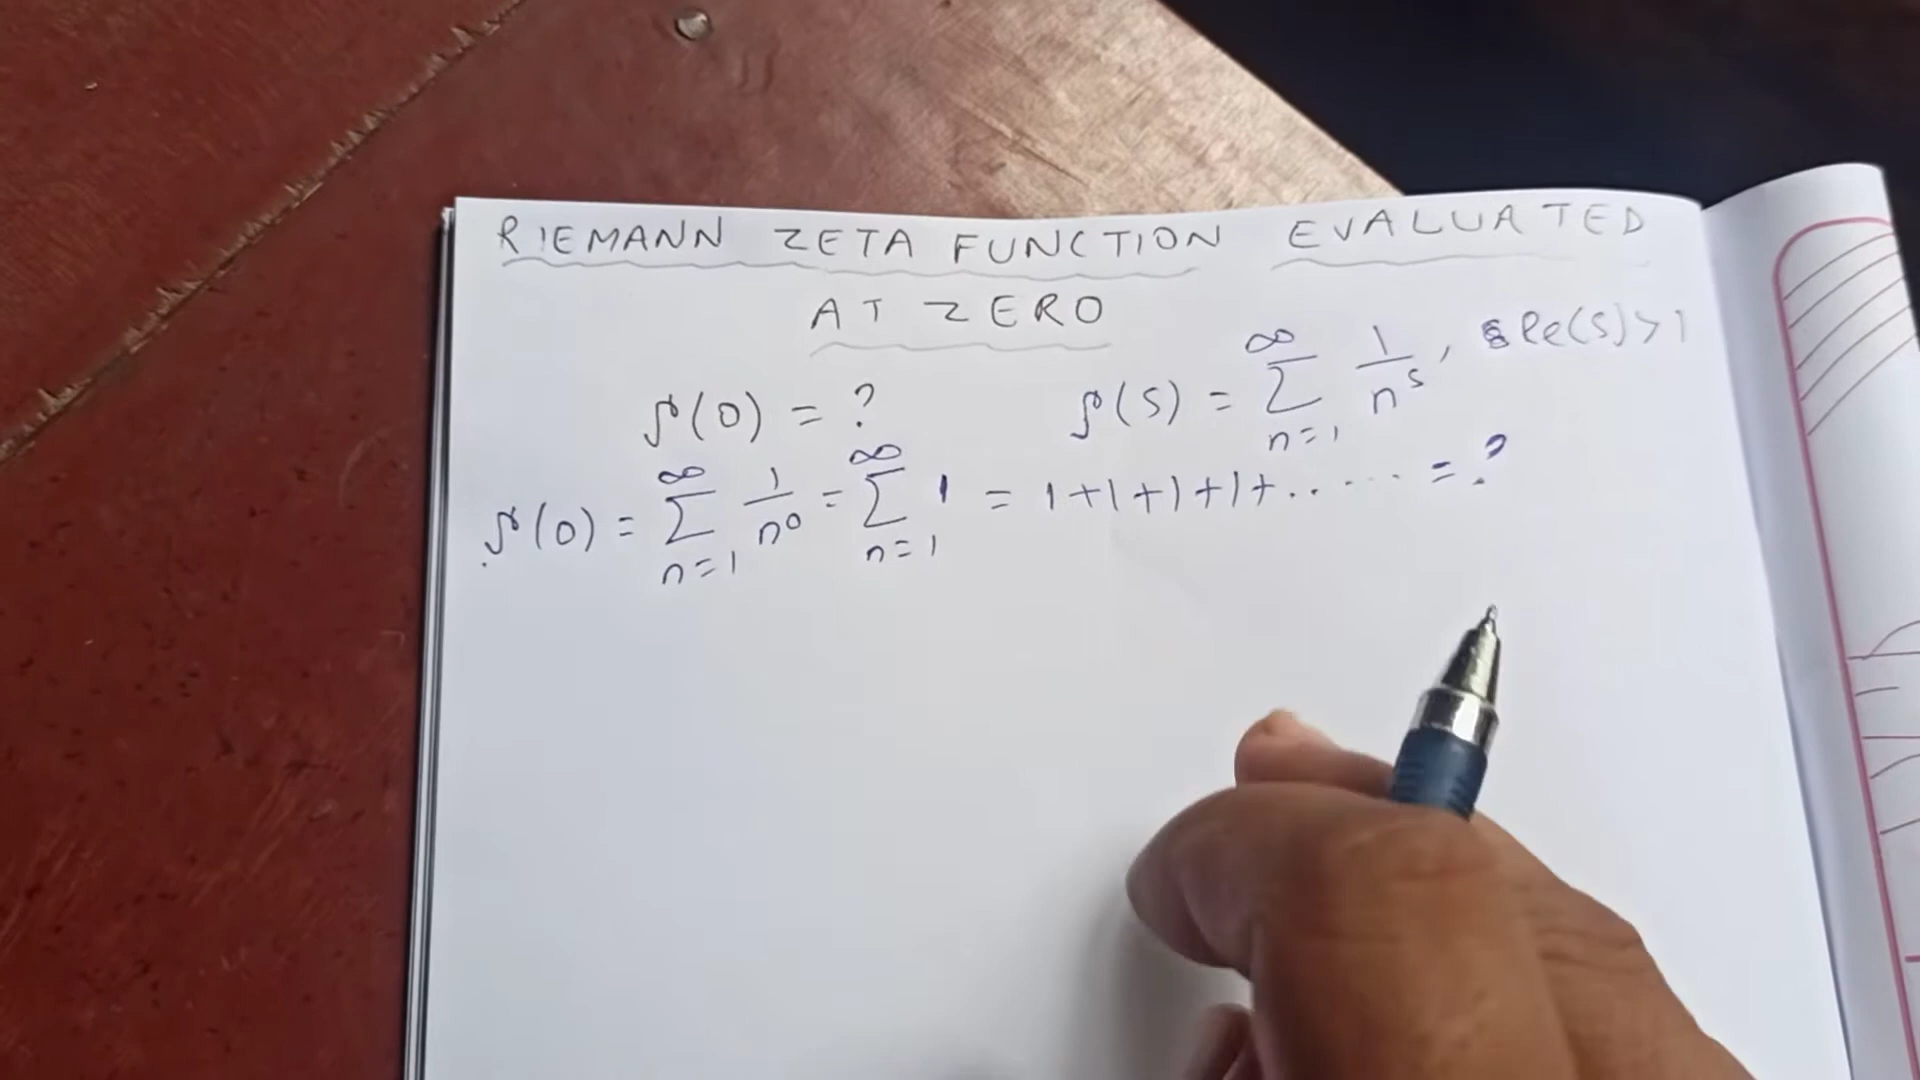 RIEMANN ZETA FUNCTION EVALUATED
AT ZERO
ζ(0) = ?
ζ(s) = ∞ Σ n=1 1/n^s, Re(s)>1
ζ(0) = ∞ Σ n=1 1/n^0 = ∞ Σ n=1 1 = 1+1+1+1+...... = ?